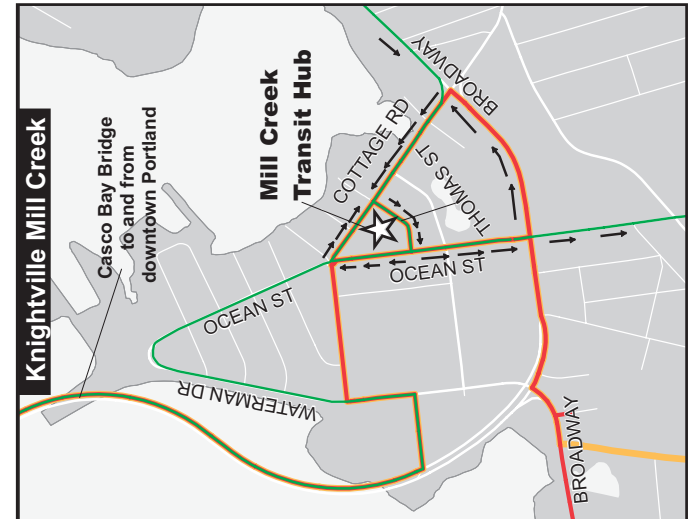 Knightville Mill Creek
Casco Bay Bridge
to and from
downtown Portland
Mill Creek
Transit Hub
BROADWAY
COTTAGE RD
THOMAS ST
BROADWAY
OCEAN ST
OCEAN ST
WATERMAN DR
BROADWAY